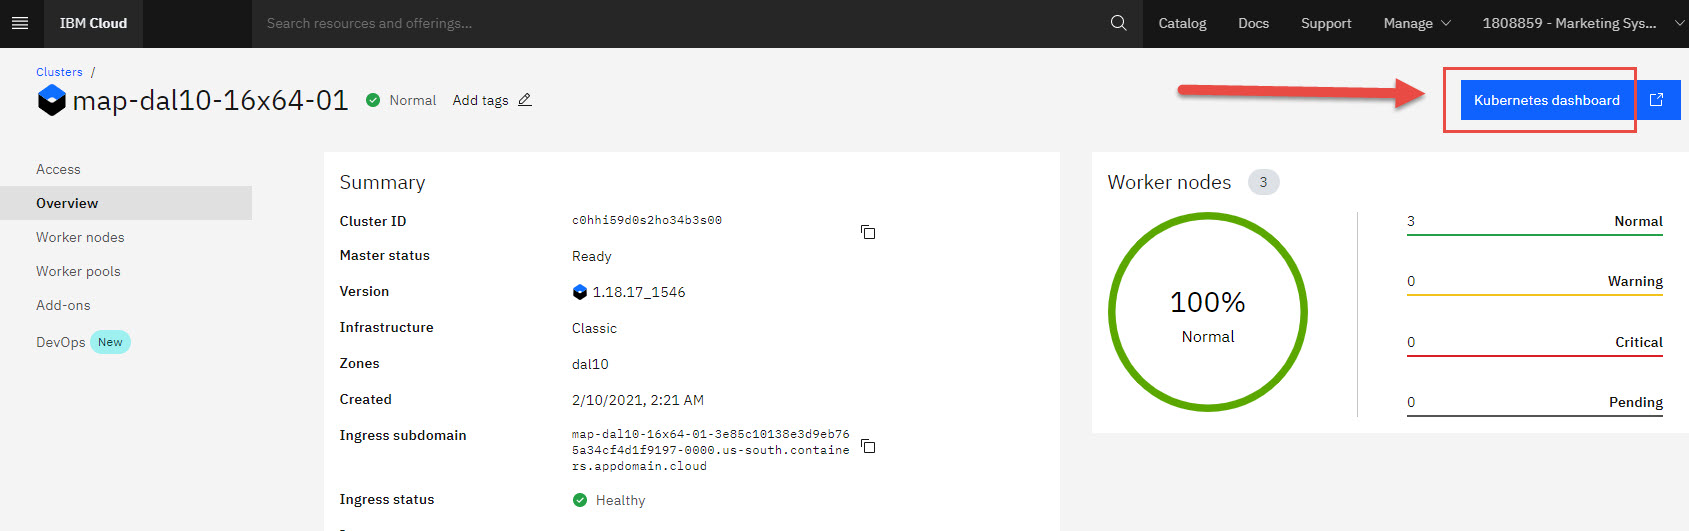 IBM Cloud
Search resources and offerings...
Catalog
Docs
Support
Manage
1808859 - Marketing Sys...
Clusters /
map-dal10-16x64-01
Normal
Add tags
Kubernetes dashboard
Access
Overview
Worker nodes
Worker pools
Add-ons
DevOps New
Summary
Cluster ID c0hhi59d0s2ho34b3s00
Master status Ready
Version 1.18.17_1546
Infrastructure Classic
Zones dal10
Created 2/10/2021, 2:21 AM
Ingress subdomain map-dal10-16x64-01-3e85c10138e3d9eb76
5a34cf4d1f9197-0000.us-south.containe
rs.appdomain.cloud
Ingress status Healthy
Worker nodes 3
100%
Normal
3 Normal
0 Warning
0 Critical
0 Pending